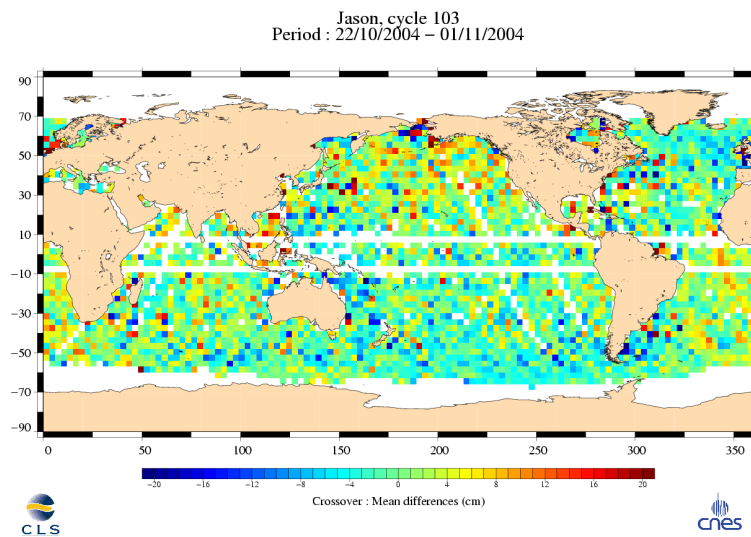 Jason, cycle 103
Period : 22/10/2004 − 01/11/2004
90
70
50
30
10
−10
−30
−50
−70
−90
0 50 100 150 200 250 300 350
−20 −16 −12 −8 −4 0 4 8 12 16 20
Crossover : Mean differences (cm)
CLS
cnes